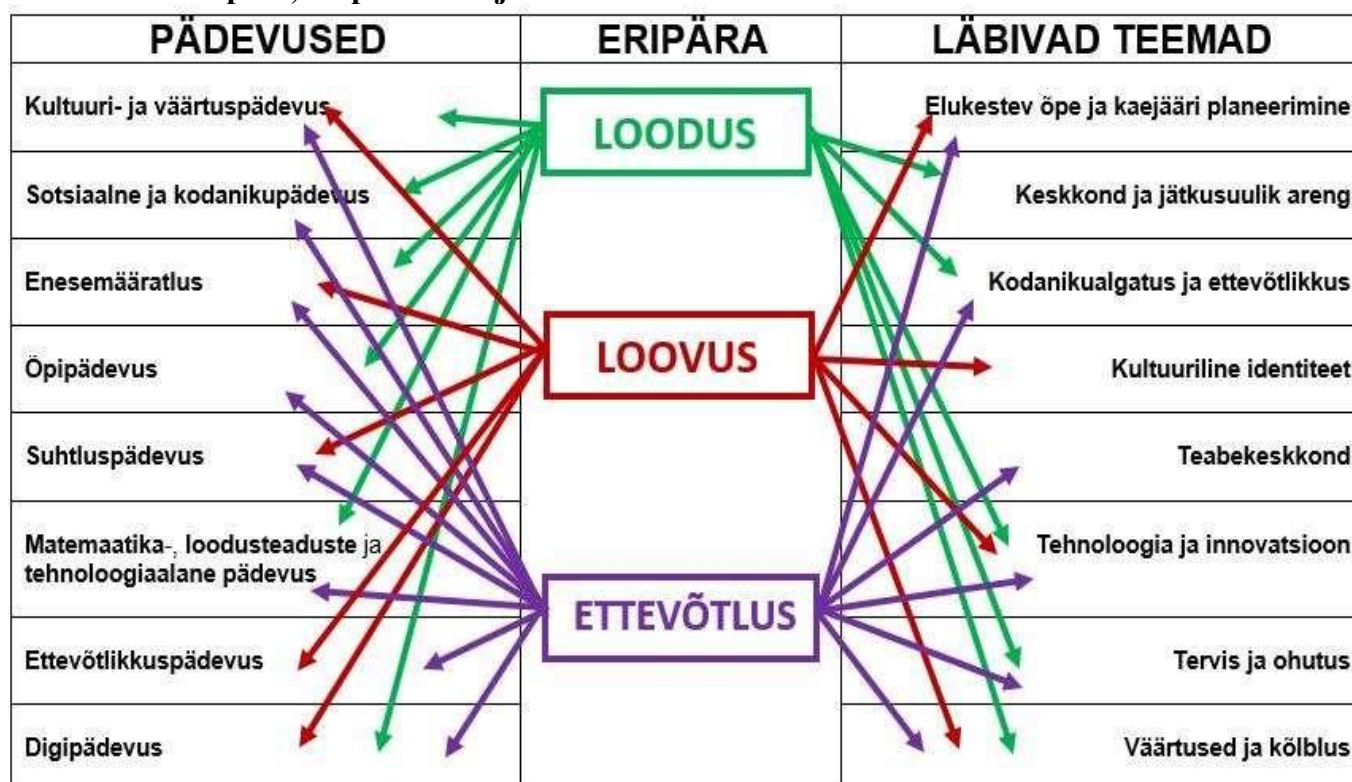 PÄDEVUSED ERIPÄRA LÄBIVAD TEEMAD
Kultuuri- ja väärtuspädevus
Sotsiaalne ja kodanikupädevus
Enesemääratlus
Õpipädevus
Suhtluspädevus
Matemaatika-, loodusteaduste ja
tehnoloogiaalane pädevus
Ettevõtlikkuspädevus
Digipädevus
LOODUS
LOOVUS
ETTEVÕTLUS
Elukestev õpe ja kaejääri planeerimine
Keskkond ja jätkusuulik areng
Kodanikualgatus ja ettevõtlikkus
Kultuuriline identiteet
Teabekeskkond
Tehnoloogia ja innovatsioon
Tervis ja ohutus
Väärtused ja kõlblus